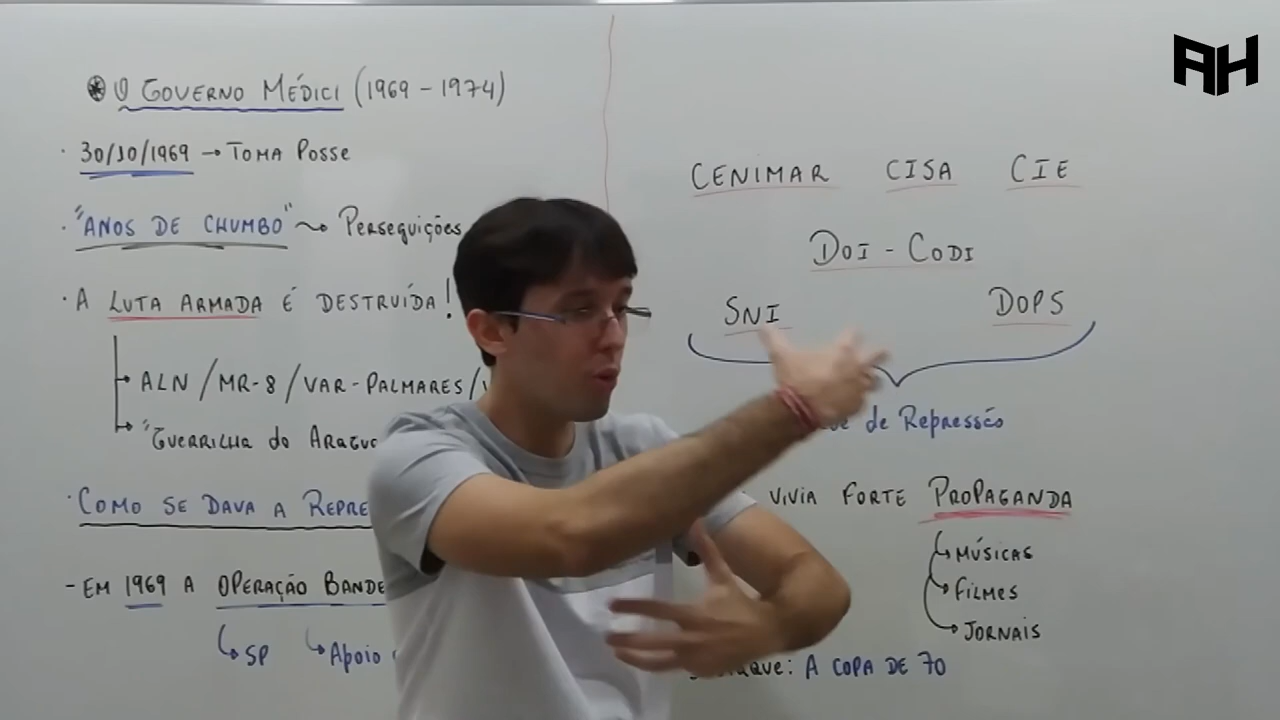 O GOVERNO MÉDICI (1969 - 1974)
· 30/10/1969 → TOMA POSSE
· "ANOS DE CHUMBO" ~> PERSEGUIÇÕES
· A LUTA ARMADA É DESTRUÍDA!
→ ALN / MR-8 / VAR-PALMARES /
→ "GUERRILHA DO
· COMO SE DAVA A
- EM 1969 A OPERAÇÃO
↳ SP ↳ APOIO
AH
CENIMAR CISA CIE
DOI - CODI
SNI DOPS
de Repressão
VIVIA FORTE PROPAGANDA
→ MÚSICAS
→ FILMES
→ JORNAIS
: A COPA DE 70